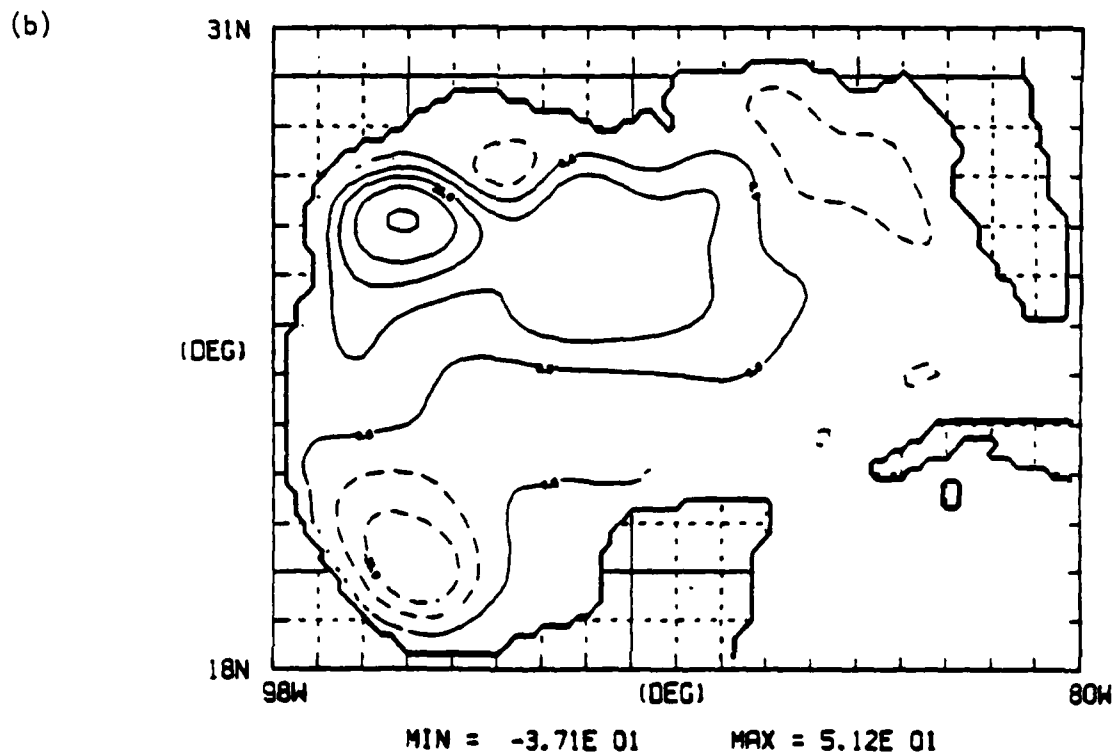 (b)
31N
(DEG)
18N
98W (DEG) 80W
MIN = -3.71E 01 MAX = 5.12E 01